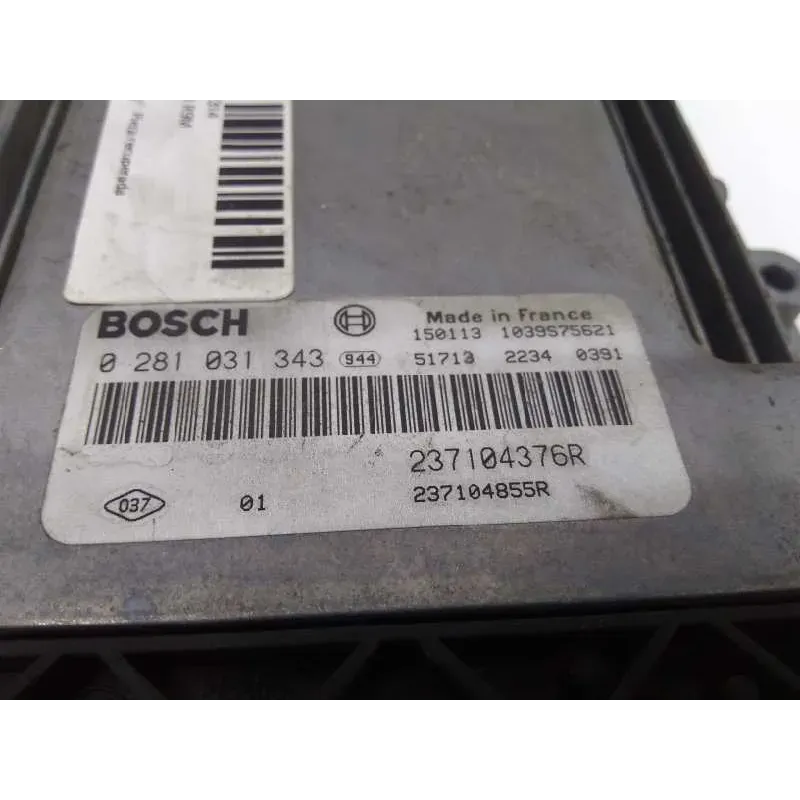 BOSCH
Made in France
150113 1039S75621
0 281 031 343 944 51713 2234 0391
237104376R
237104855R
037 01